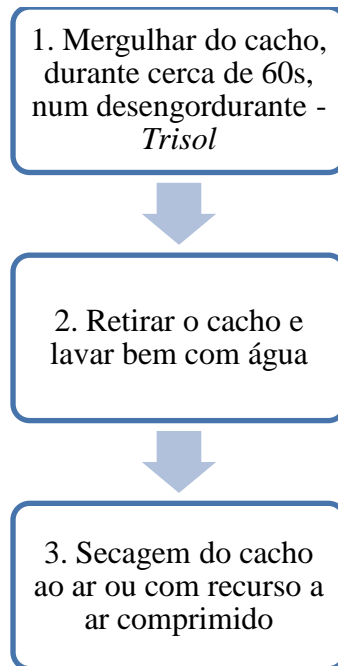 1. Mergulhar do cacho,
durante cerca de 60s,
num desengordurante -
Trisol
2. Retirar o cacho e
lavar bem com água
3. Secagem do cacho
ao ar ou com recurso a
ar comprimido